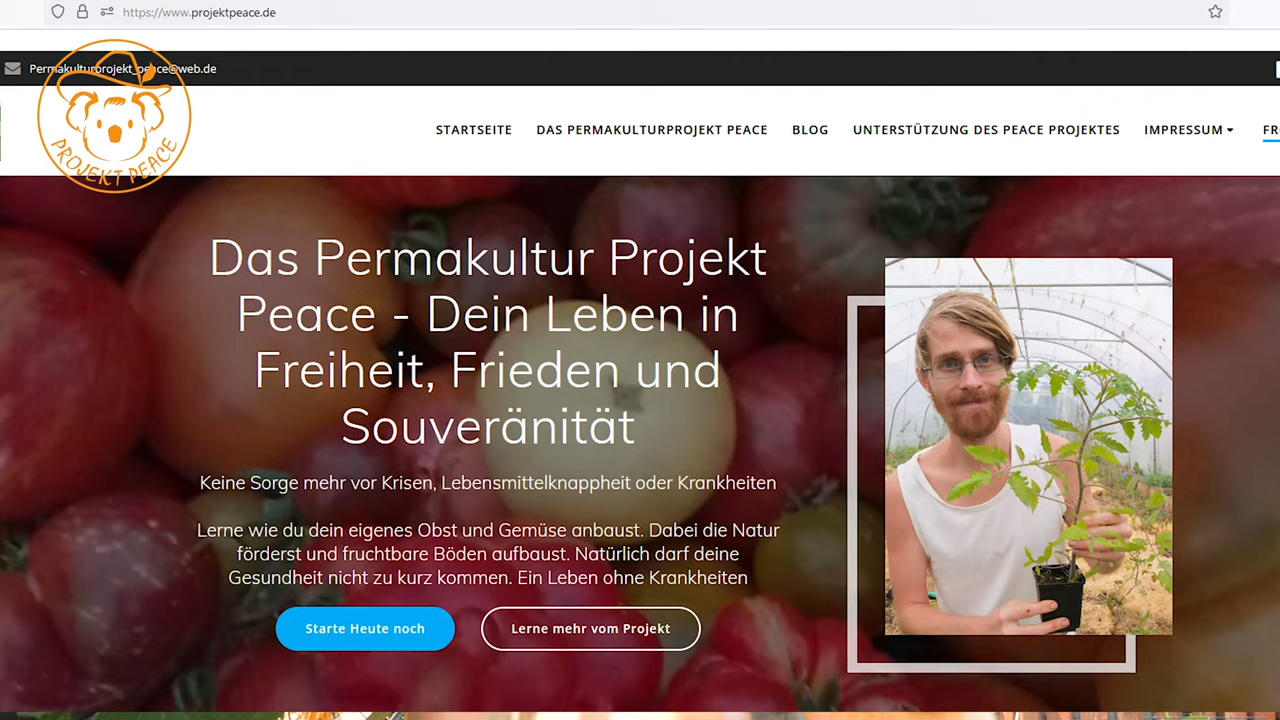 https://www.projektpeace.de
Permakulturprojekt_peace@web.de
PROJEKT PEACE
STARTSEITE
DAS PERMAKULTURPROJEKT PEACE
BLOG
UNTERSTÜTZUNG DES PEACE PROJEKTES
IMPRESSUM
Das Permakultur Projekt
Peace - Dein Leben in
Freiheit, Frieden und
Souveränität
Keine Sorge mehr vor Krisen, Lebensmittelknappheit oder Krankheiten
Lerne wie du dein eigenes Obst und Gemüse anbaust. Dabei die Natur
förderst und fruchtbare Böden aufbaust. Natürlich darf deine
Gesundheit nicht zu kurz kommen. Ein Leben ohne Krankheiten
Starte Heute noch
Lerne mehr vom Projekt